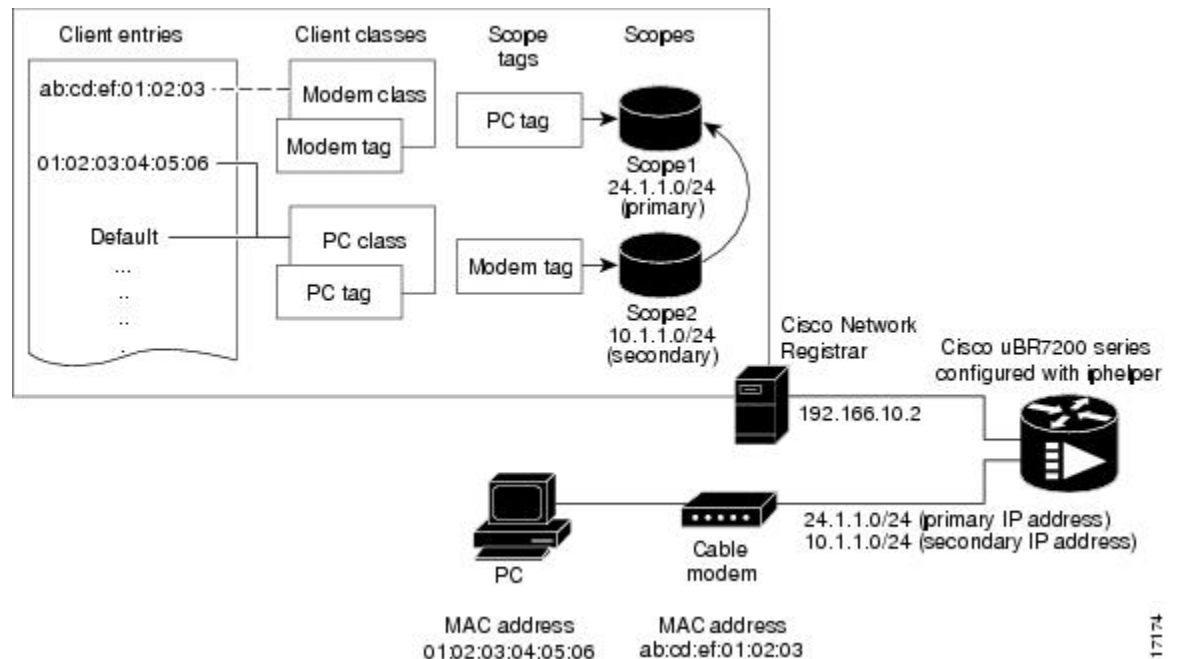 Client entries
Client classes
Scope
tags
Scopes
ab:cd:ef:01:02:03
01:02:03:04:05:06
Default
...
..
..
.
Modem class
Modem tag
PC class
PC tag
PC tag
Modem tag
Scope1
24.1.1.0/24
(primary)
Scope2
10.1.1.0/24
(secondary)
Cisco Network
Registrar
192.166.10.2
Cisco uBR7200 series
configured with iphelper
24.1.1.0/24 (primary IP address)
10.1.1.0/24 (secondary IP address)
PC
Cable
modem
MAC address
01:02:03:04:05:06
MAC address
ab:cd:ef:01:02:03
17174